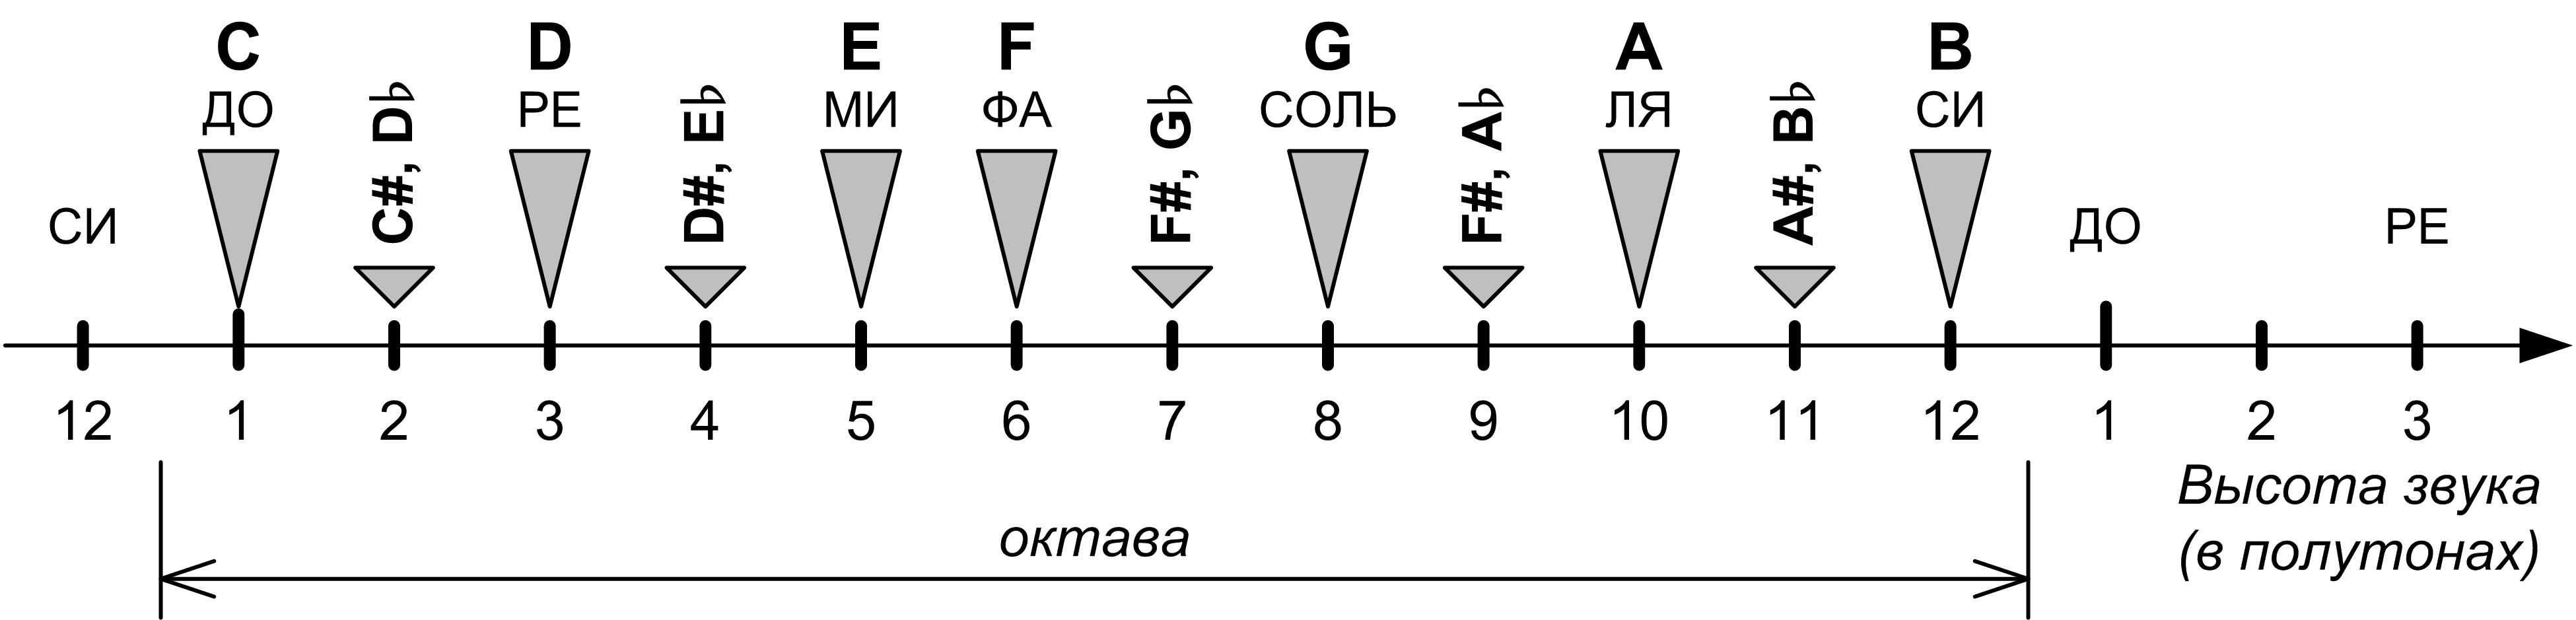 C D E F G A B
ДО РЕ МИ ФА СОЛЬ ЛЯ СИ
C#, D♭ D#, E♭ F#, G♭ F#, A♭ A#, B♭
СИ ДО РЕ
12 1 2 3 4 5 6 7 8 9 10 11 12 1 2 3
октава
Высота звука
(в полутонах)